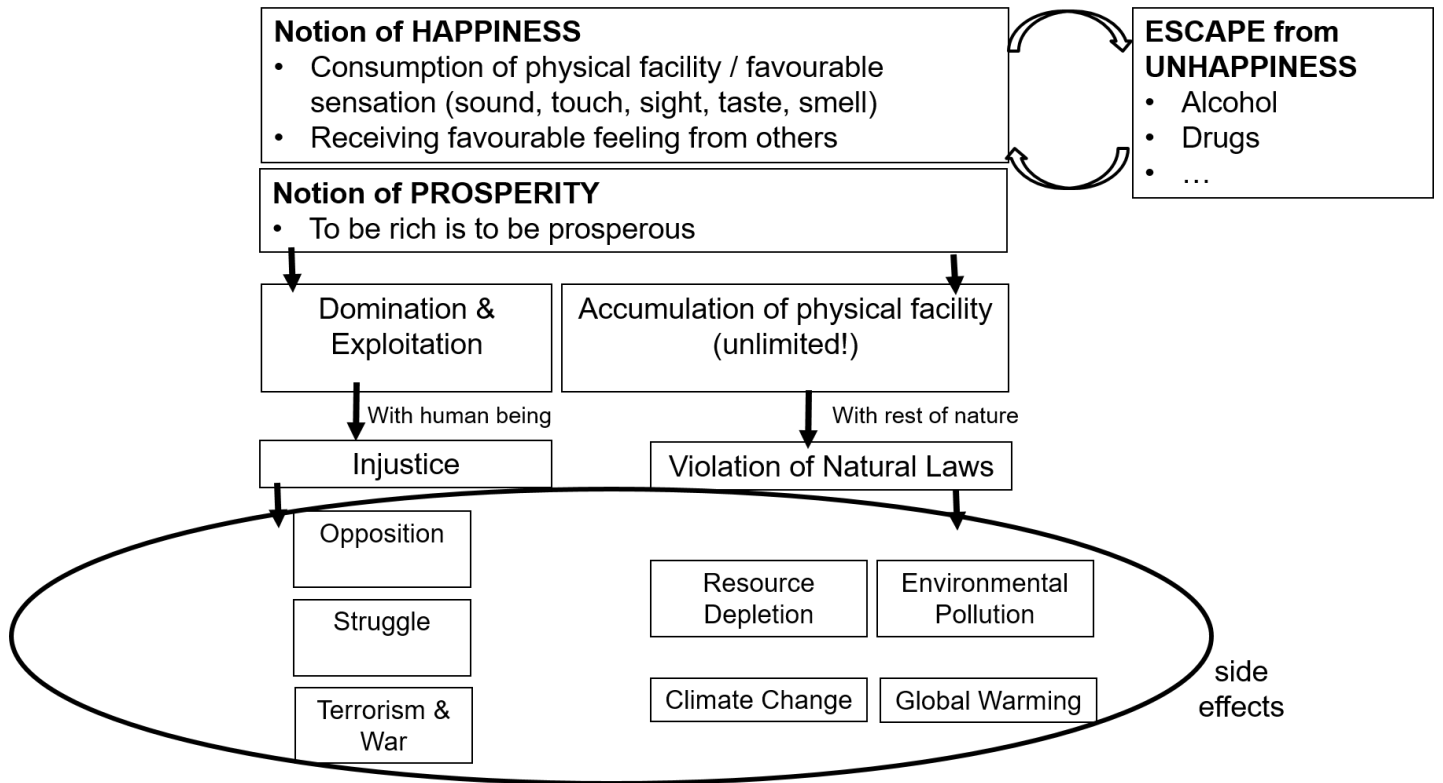 Notion of HAPPINESS
• Consumption of physical facility / favourable
sensation (sound, touch, sight, taste, smell)
• Receiving favourable feeling from others
ESCAPE from
UNHAPPINESS
• Alcohol
• Drugs
• …
Notion of PROSPERITY
• To be rich is to be prosperous
Domination &
Exploitation
Accumulation of physical facility
(unlimited!)
With human being
With rest of nature
Injustice
Violation of Natural Laws
Opposition
Struggle
Terrorism &
War
Resource
Depletion
Environmental
Pollution
Climate Change
Global Warming
side
effects